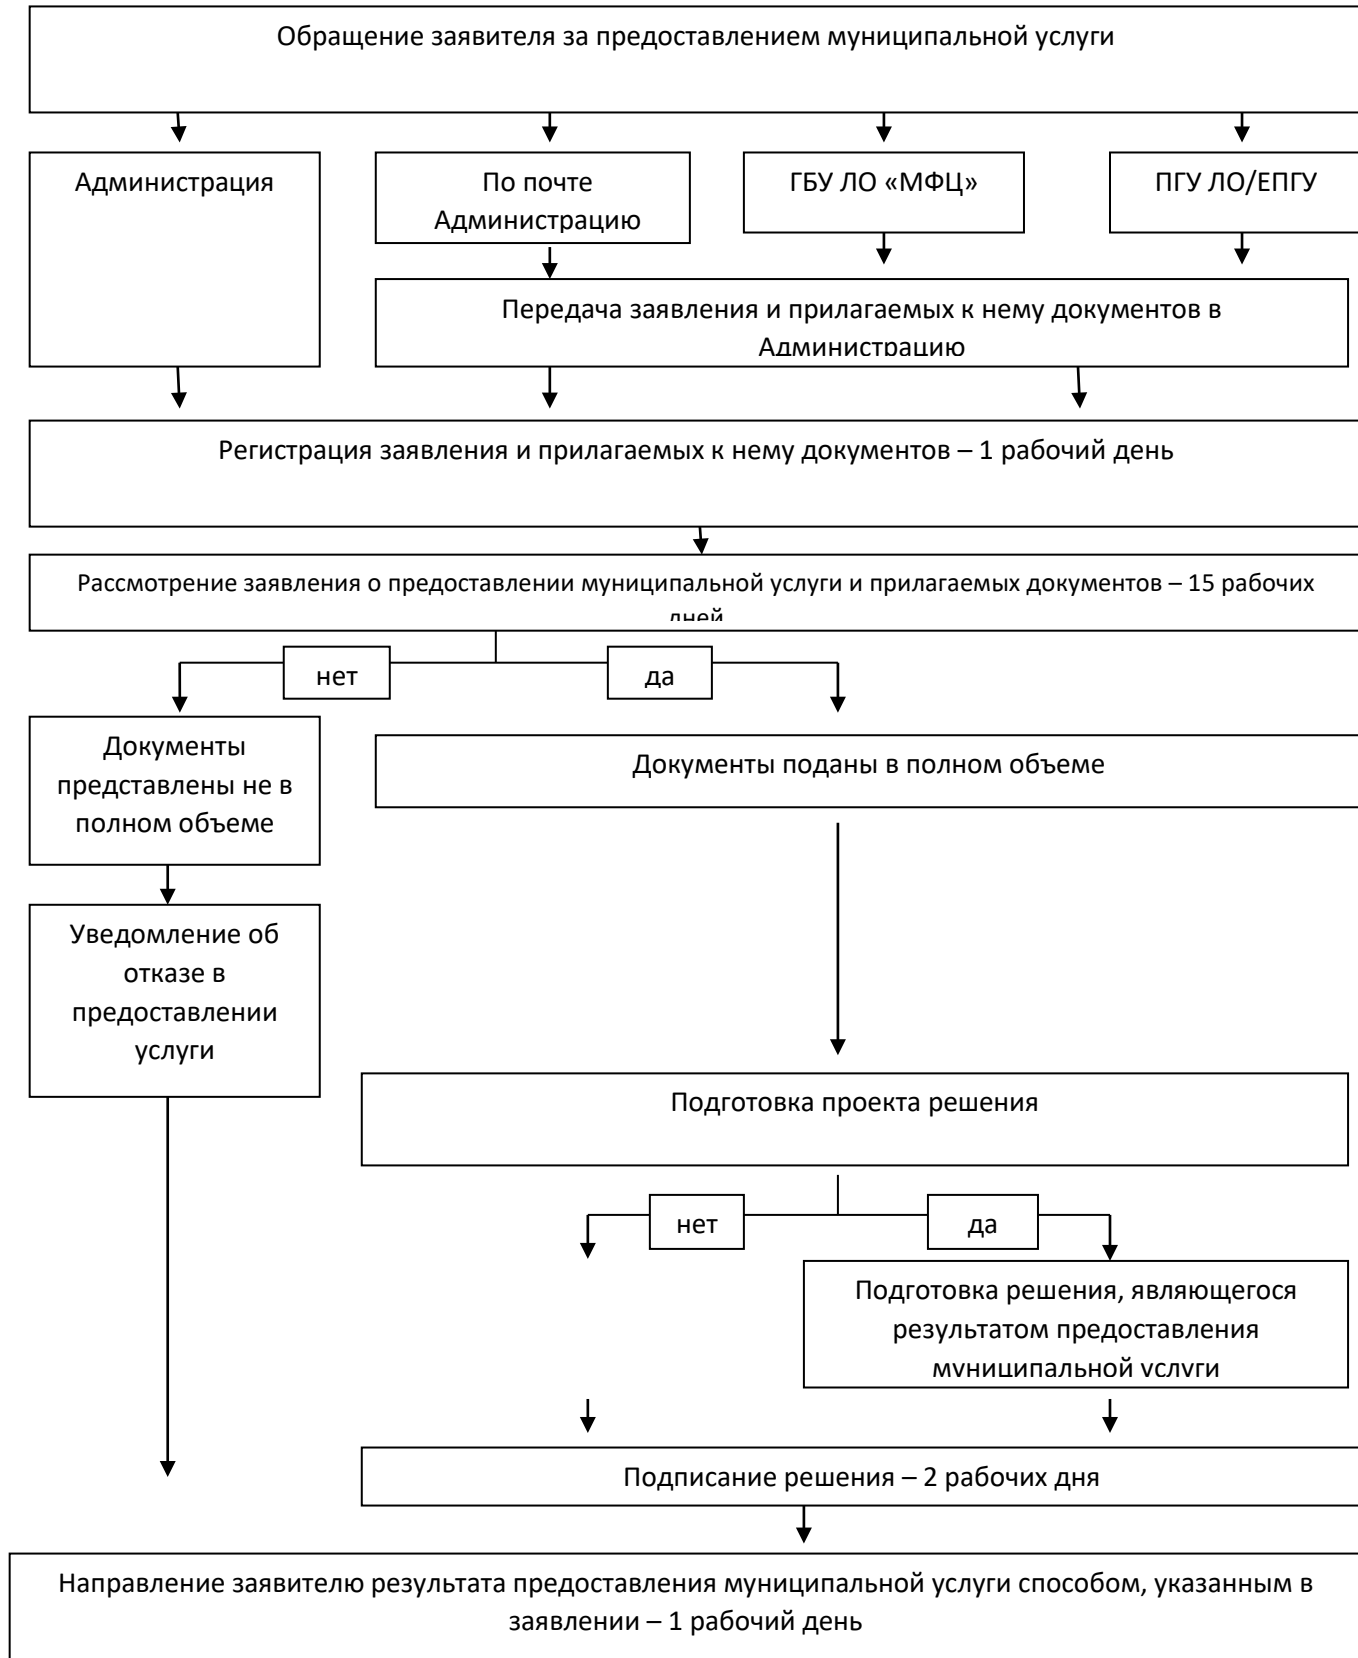 Обращение заявителя за предоставлением муниципальной услуги
Администрация
По почте
Администрацию
ГБУ ЛО «МФЦ»
ПГУ ЛО/ЕПГУ
Передача заявления и прилагаемых к нему документов в
Администрацию
Регистрация заявления и прилагаемых к нему документов – 1 рабочий день
Рассмотрение заявления о предоставлении муниципальной услуги и прилагаемых документов – 15 рабочих
дней
нет
да
Документы
представлены не в
полном объеме
Документы поданы в полном объеме
Уведомление об
отказе в
предоставлении
услуги
Подготовка проекта решения
нет
да
Подготовка решения, являющегося
результатом предоставления
муниципальной услуги
Подписание решения – 2 рабочих дня
Направление заявителю результата предоставления муниципальной услуги способом, указанным в
заявлении – 1 рабочий день